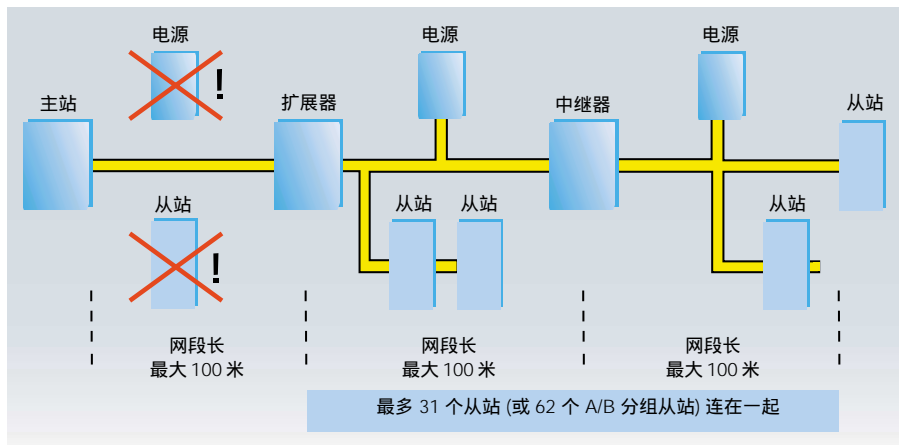 电源
电源
电源
!
主站
扩展器
中继器
从站
从站
从站
从站
从站
!
网段长
最大 100 米
网段长
最大 100 米
网段长
最大 100 米
最多 31 个从站 (或 62 个 A/B 分组从站) 连在一起